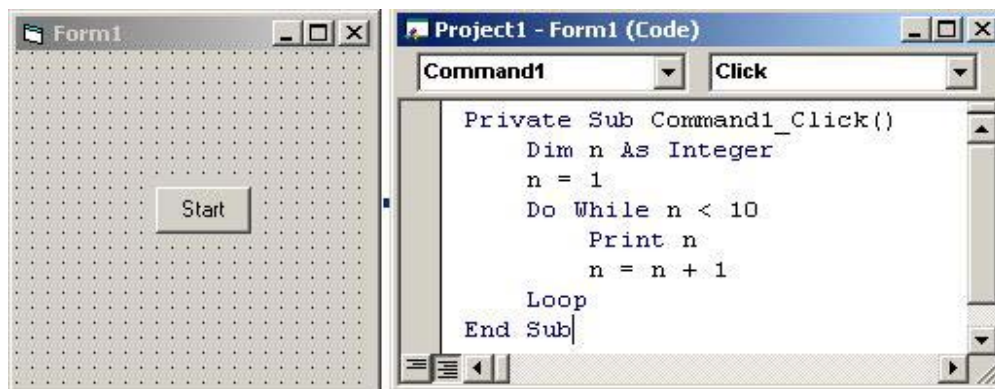 Form1
Start
Project1 - Form1 (Code)
Command1
Click
Private Sub Command1_Click()
Dim n As Integer
n = 1
Do While n < 10
Print n
n = n + 1
Loop
End Sub